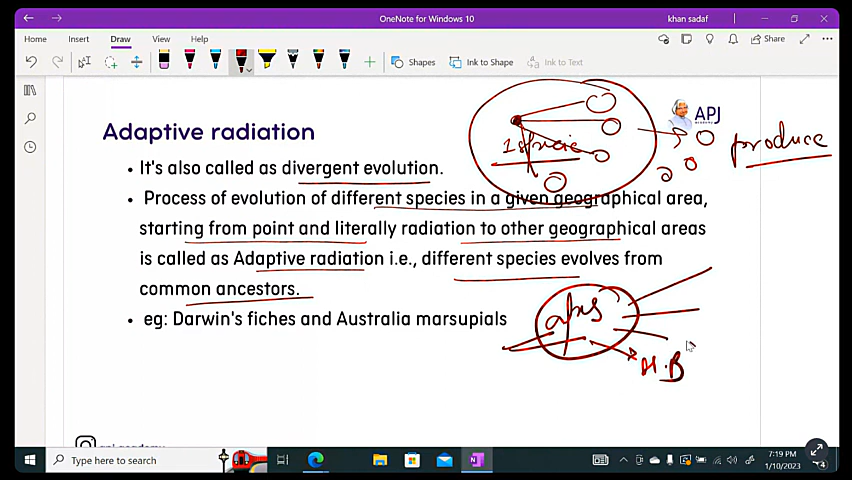 OneNote for Windows 10
khan sadaf
Home Insert Draw View Help
Share
Shapes
Ink to Shape
Ink to Text
APJ
Adaptive radiation
produce
1 species
• It's also called as divergent evolution.
• Process of evolution of different species in a given geographical area,
starting from point and literally radiation to other geographical areas
is called as Adaptive radiation i.e., different species evolves from
common ancestors.
• eg: Darwin's fiches and Australia marsupials
H.B
Type here to search
7:19 PM
1/10/2023
4